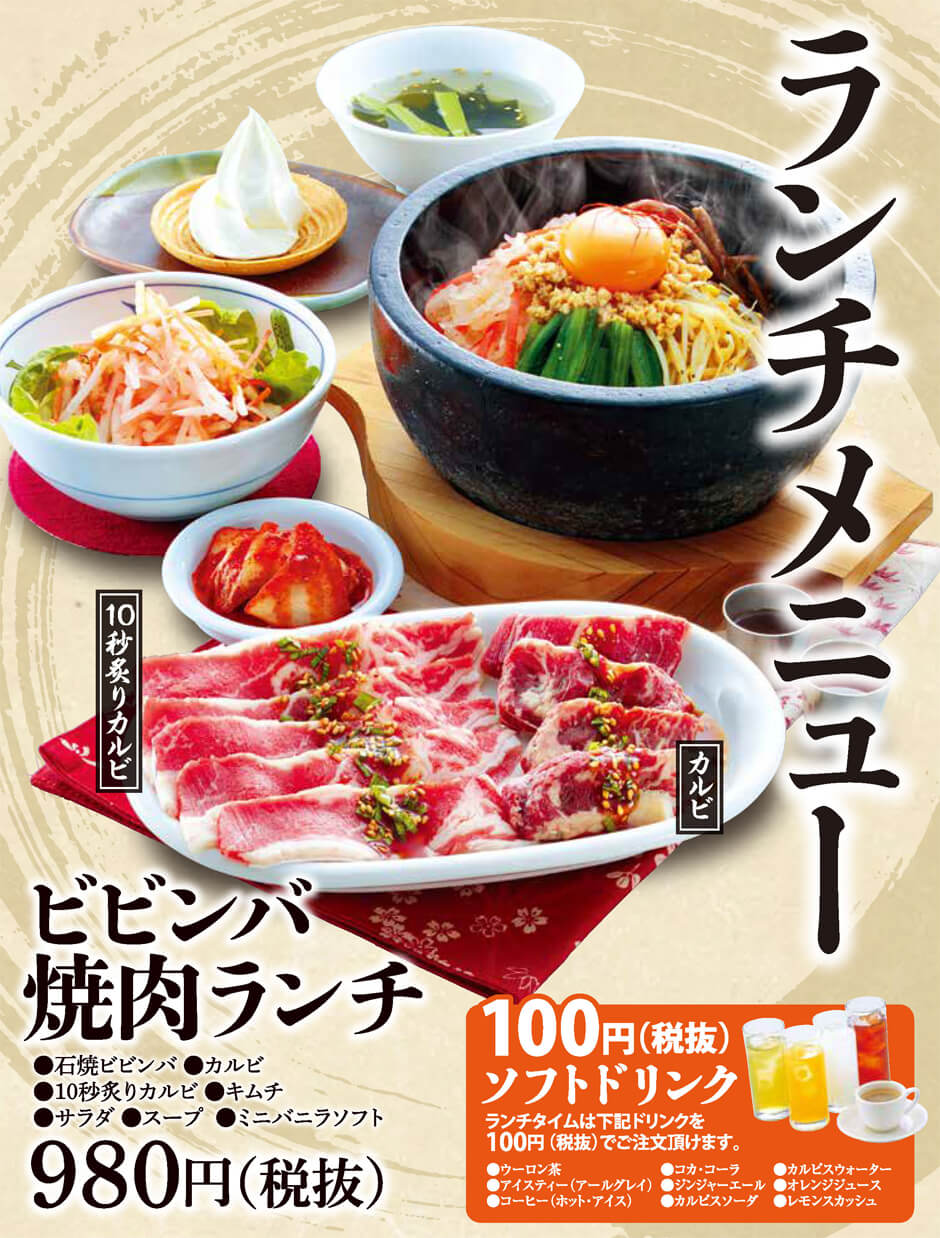 ランチメニュー
10秒炙りカルビ
カルビ
ビビンバ
焼肉ランチ
●石焼ビビンバ ●カルビ
●10秒炙りカルビ ●キムチ
●サラダ ●スープ ●ミニバニラソフト
980円(税抜)
100円(税抜)
ソフトドリンク
ランチタイムは下記ドリンクを
100円(税抜)でご注文頂けます。
●ウーロン茶 ●コカ・コーラ ●カルピスウォーター
●アイスティー(アールグレイ) ●ジンジャーエール ●オレンジジュース
●コーヒー(ホット・アイス) ●カルピスソーダ ●レモンスカッシュ